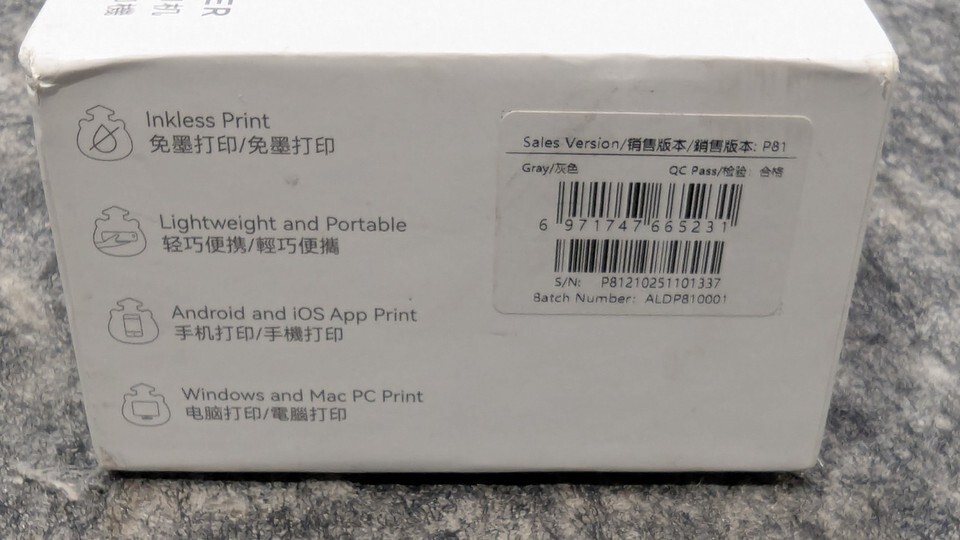 ER
机
機
Inkless Print
免墨打印/免墨打印
Lightweight and Portable
轻巧便携/輕巧便攜
Android and iOS App Print
手机打印/手機打印
Windows and Mac PC Print
电脑打印/電腦打印
Sales Version/销售版本/銷售版本: P81
Gray/灰色 QC Pass/检验: 合格
6 971747 665231
S/N: P81210251101337
Batch Number: ALDP810001